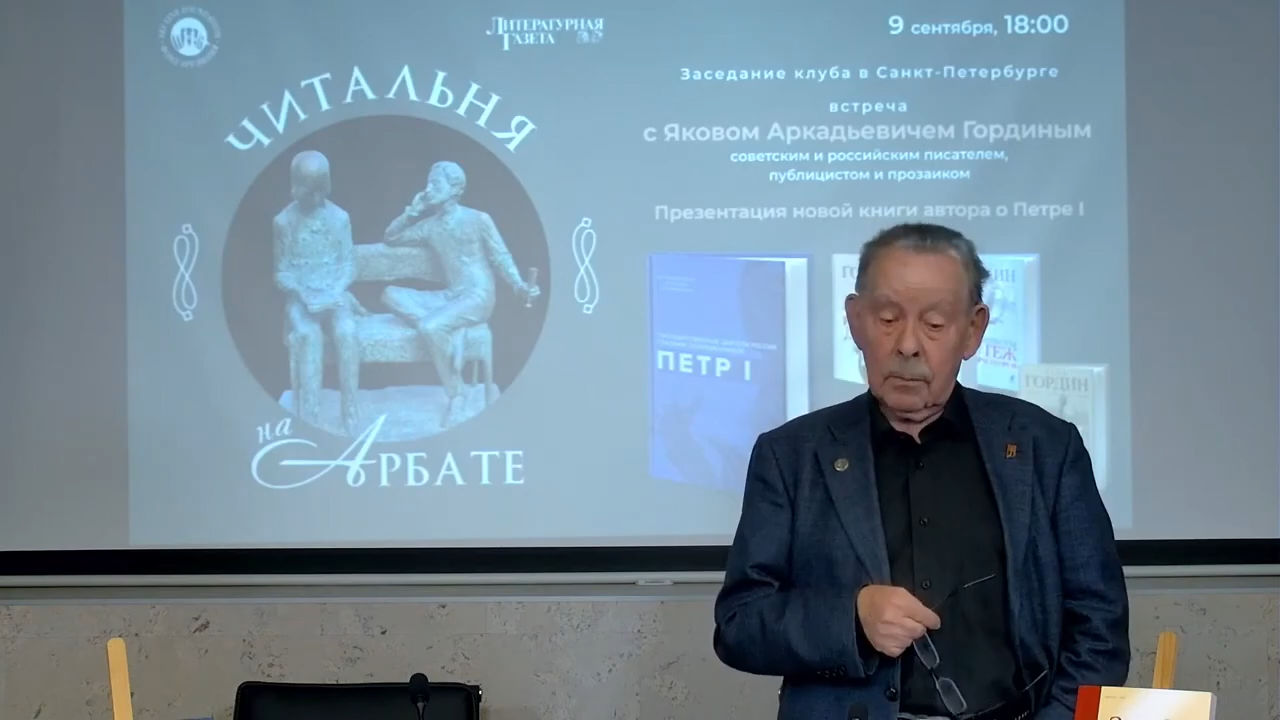 ЛИТЕРАТУРНАЯ
ГАЗЕТА
ЧИТАЛЬНЯ
на АРБАТЕ
9 сентября, 18:00
Заседание клуба в Санкт-Петербурге
встреча
с Яковом Аркадьевичем Гординым
советским и российским писателем,
публицистом и прозаиком
Презентация новой книги автора о Петре I
ПЕТР I
ГОРДИН